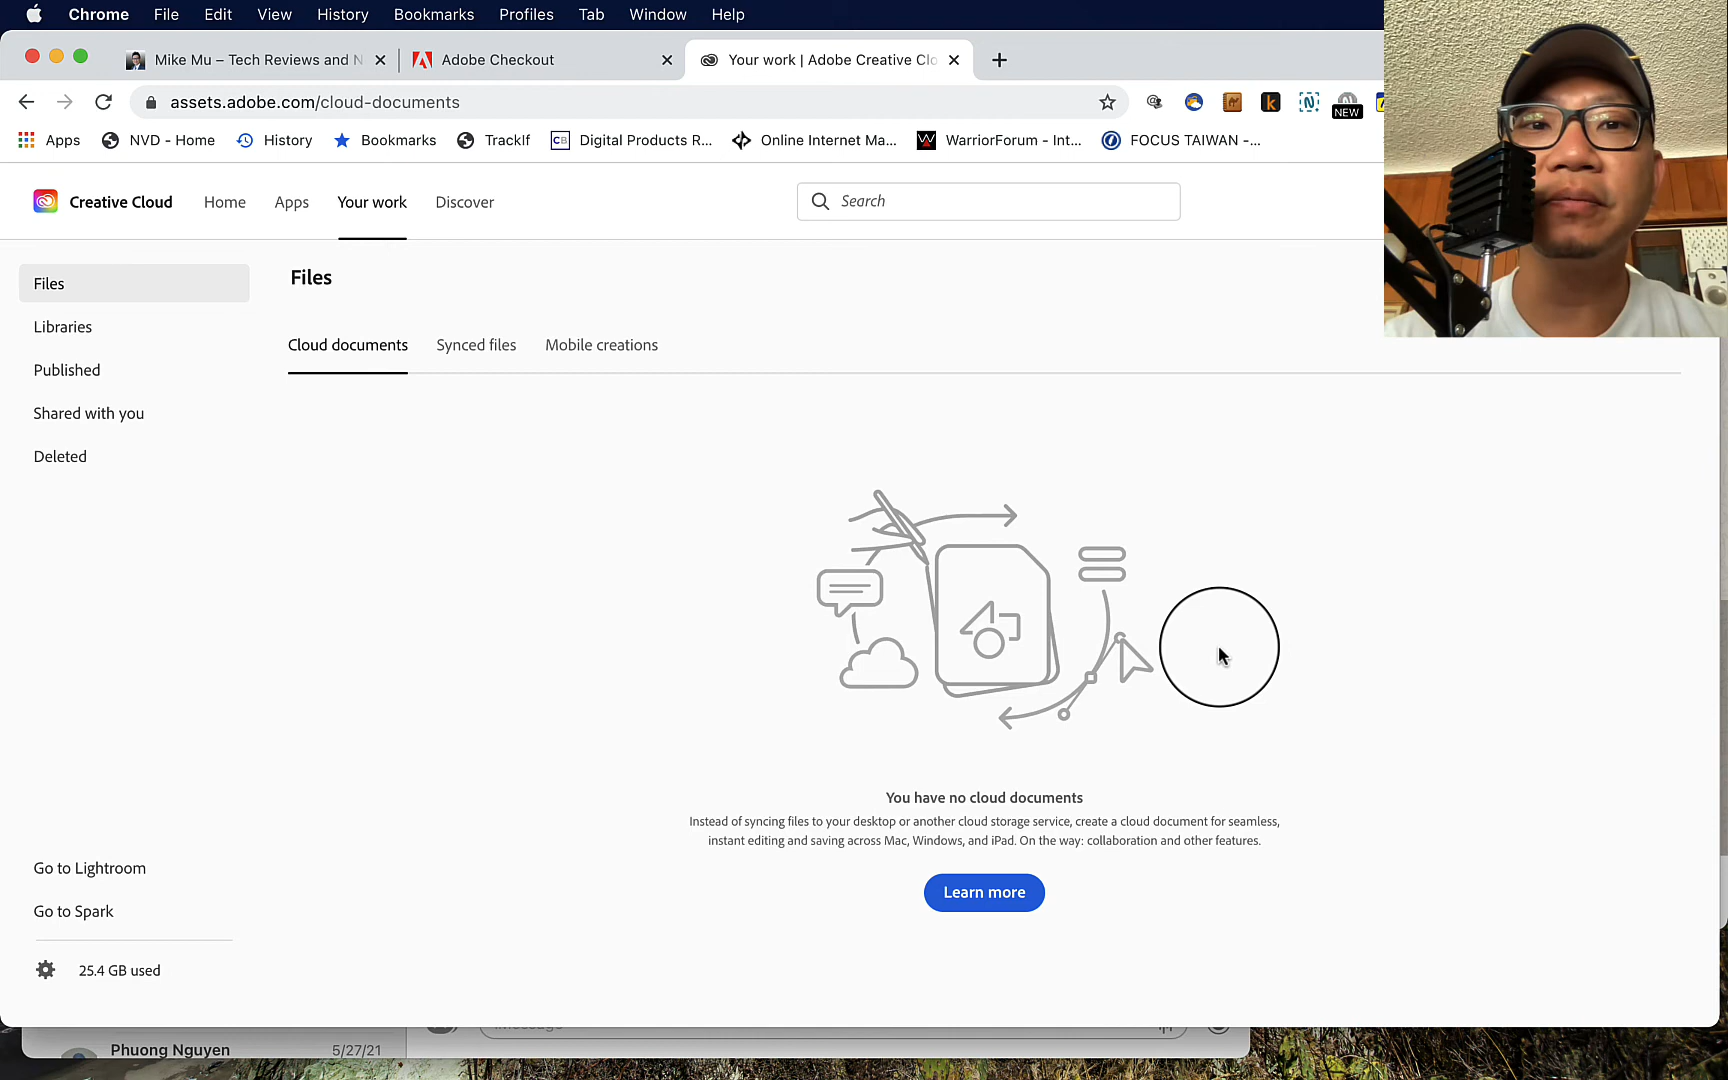 Chrome File Edit View History Bookmarks Profiles Tab Window Help
Mike Mu – Tech Reviews and N
Adobe Checkout
Your work | Adobe Creative Clo
assets.adobe.com/cloud-documents
NEW
Apps NVD - Home History Bookmarks TrackIf Digital Products R... Online Internet Ma... WarriorForum - Int... FOCUS TAIWAN -...
Creative Cloud Home Apps Your work Discover
Search
Files
Libraries
Published
Shared with you
Deleted
Files
Cloud documents Synced files Mobile creations
You have no cloud documents
Instead of syncing files to your desktop or another cloud storage service, create a cloud document for seamless,
instant editing and saving across Mac, Windows, and iPad. On the way: collaboration and other features.
Learn more
Go to Lightroom
Go to Spark
25.4 GB used
Phuong Nguyen 5/27/21